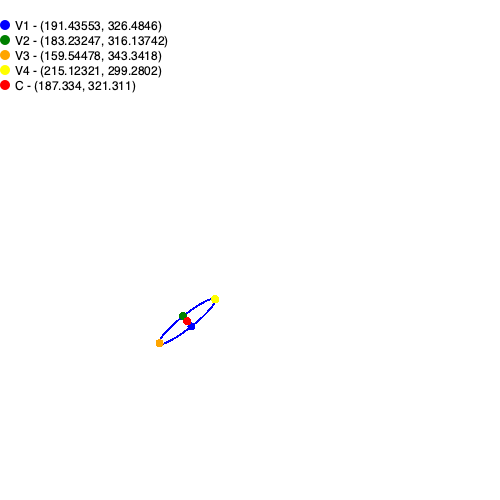 V1 - (191.43553, 326.4846)
V2 - (183.23247, 316.13742)
V3 - (159.54478, 343.3418)
V4 - (215.12321, 299.2802)
C - (187.334, 321.311)